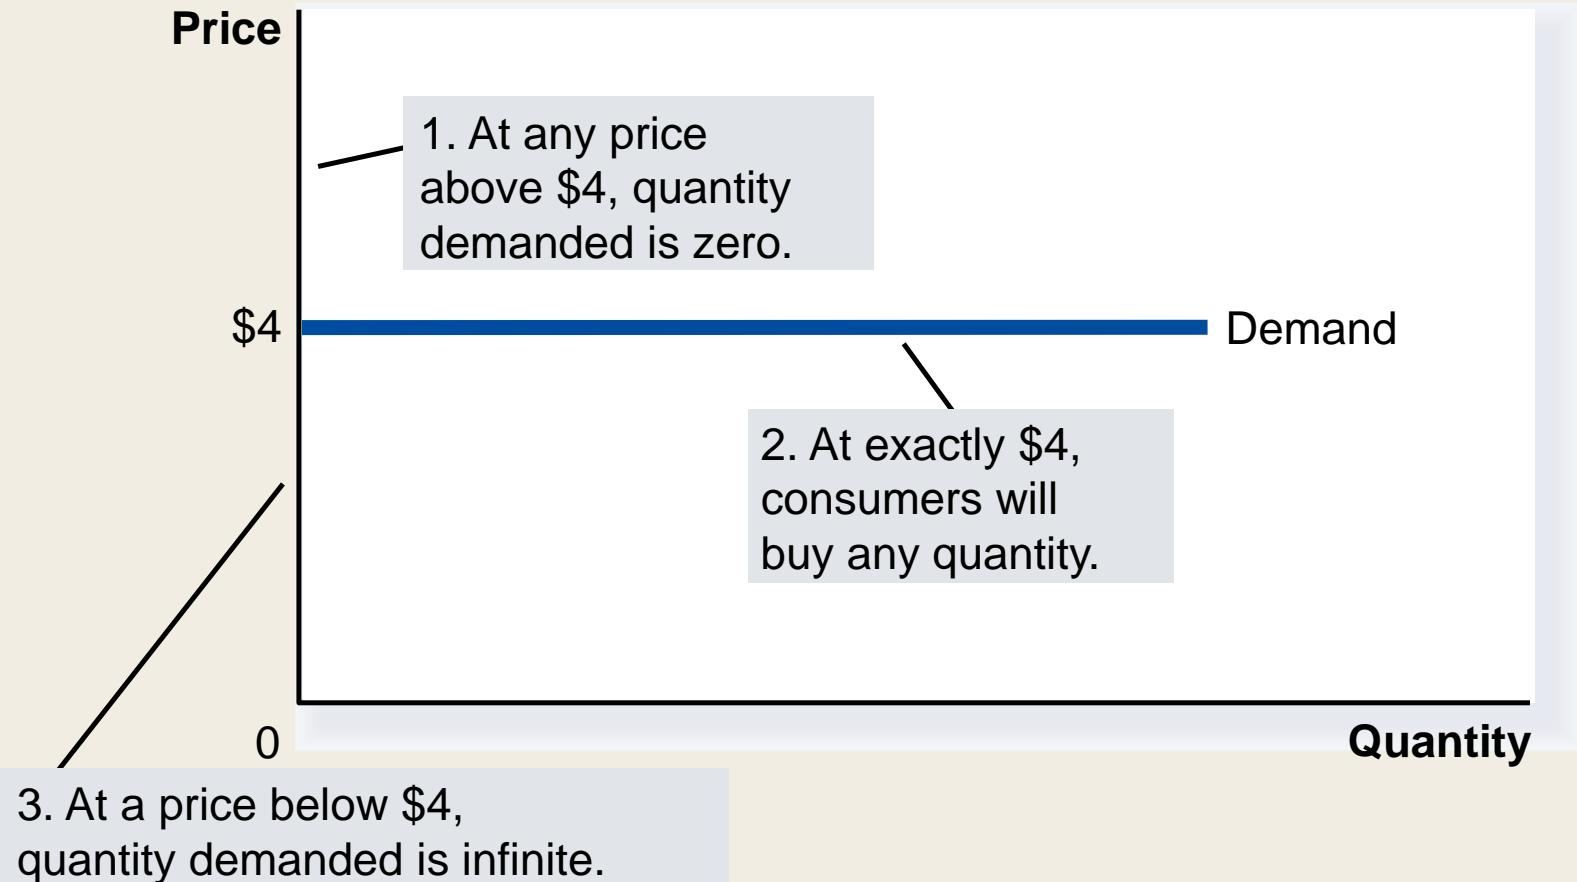 Price
1. At any price
above $4, quantity
demanded is zero.
$4
Demand
2. At exactly $4,
consumers will
buy any quantity.
0
Quantity
3. At a price below $4,
quantity demanded is infinite.